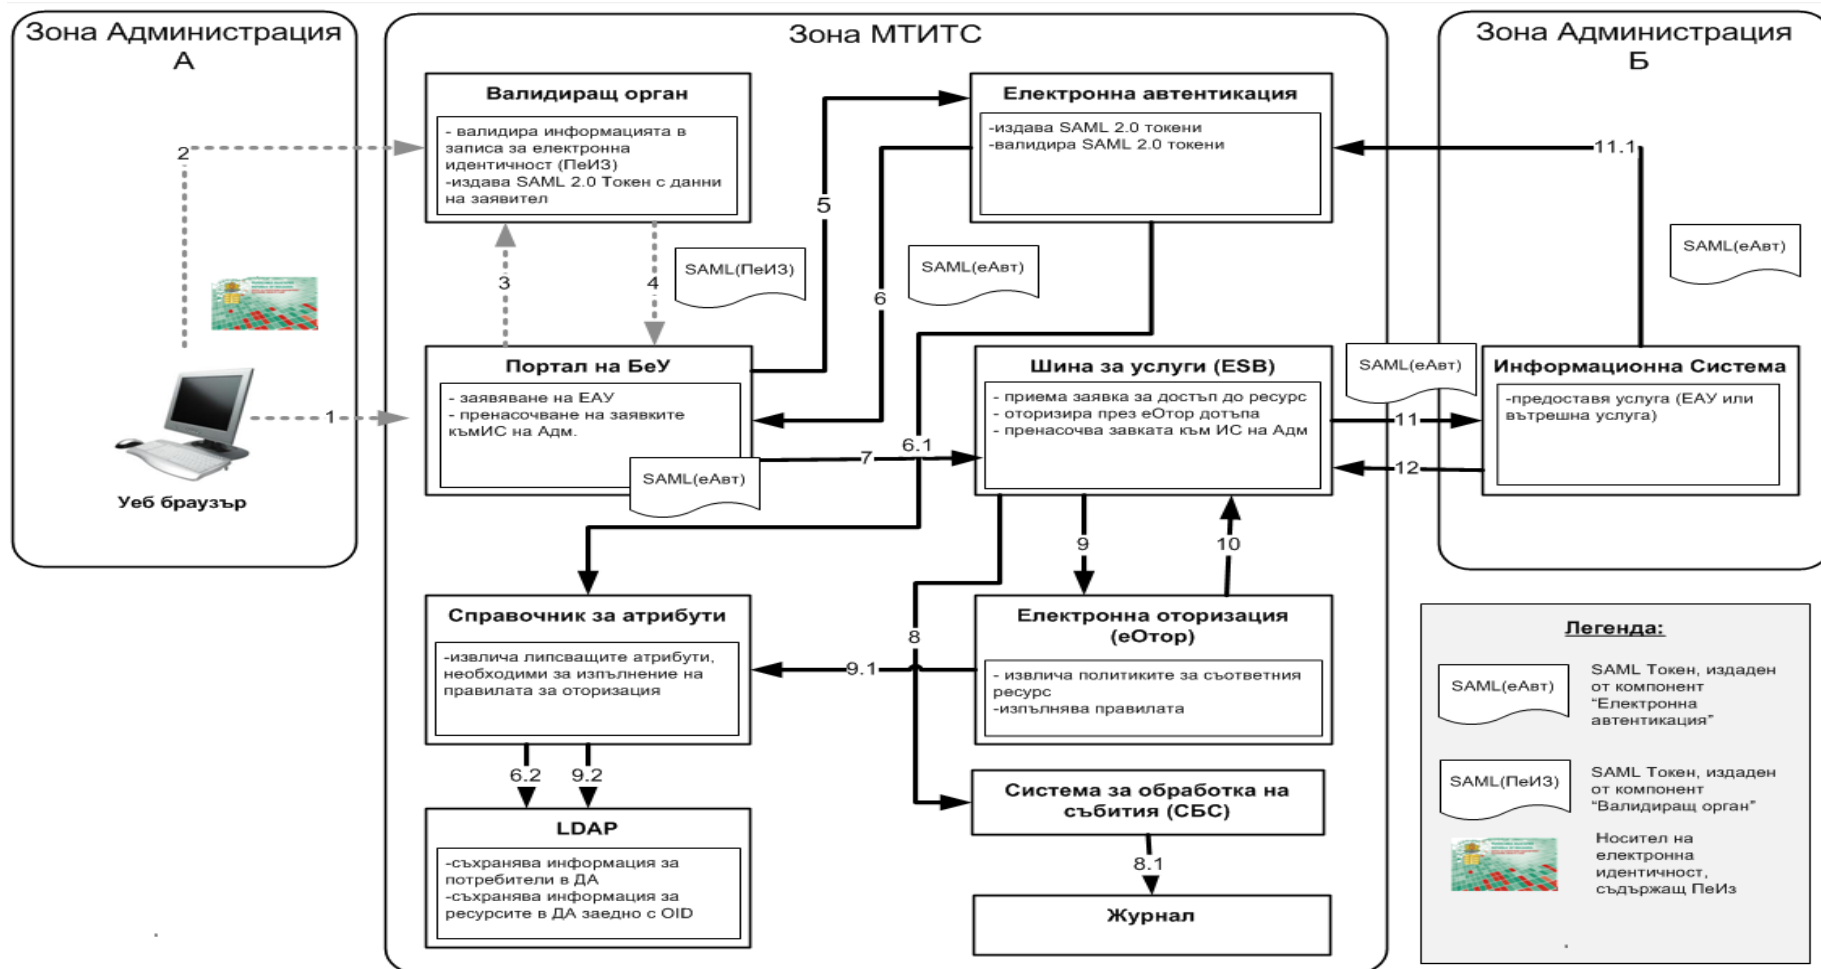 Зона Администрация
А
2
1
Уеб браузър
Зона МТИТС
Валидиращ орган
- валидира информацията в
записа за електронна
идентичност (ПеИЗ)
-издава SAML 2.0 Токен с данни
на заявител
3
4
SAML(ПеИЗ)
5
6
SAML(еАвт)
Електронна автентикация
-издава SAML 2.0 токени
-валидира SAML 2.0 токени
Портал на БеУ
- заявяване на ЕАУ
- пренасочване на заявките
къмИС на Адм.
SAML(еАвт)
7
6.1
Шина за услуги (ESB)
- приема заявка за достъп до ресурс
- оторизира през еОтор дотъпа
- пренасочва завката към ИС на Адм
9
10
8
Справочник за атрибути
-извлича липсващите атрибути,
необходими за изпълнение на
правилата за оторизация
9.1
Електронна оторизация
(еОтор)
- извлича политиките за съответния
ресурс
-изпълнява правилата
6.2
9.2
LDAP
-съхранява информация за
потребители в ДА
-съхранява информация за
ресурсите в ДА заедно с OID
Система за обработка на
събития (СБС)
8.1
Журнал
Зона Администрация
Б
11.1
SAML(еАвт)
SAML(еАвт)
11
12
Информационна Система
-предоставя услуга (ЕАУ или
вътрешна услуга)
Легенда:
SAML(еАвт)
SAML Токен, издаден
от компонент
“Електронна
автентикация”
SAML(ПеИЗ)
SAML Токен, издаден
от компонент
“Валидиращ орган”
Носител на
електронна
идентичност,
съдържащ ПеИз